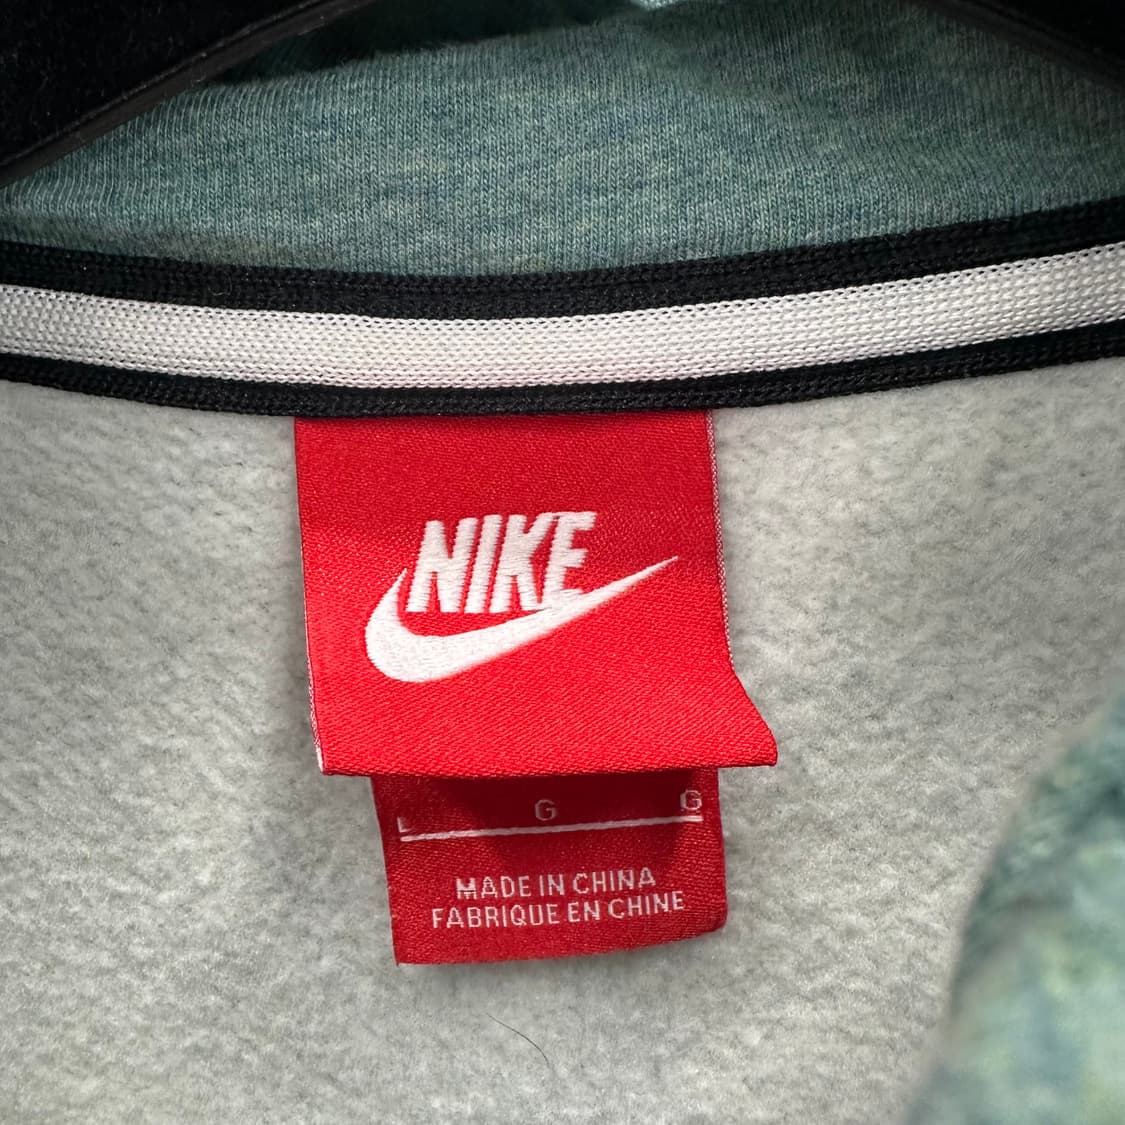 NIKE
G G
MADE IN CHINA
FABRIQUE EN CHINE